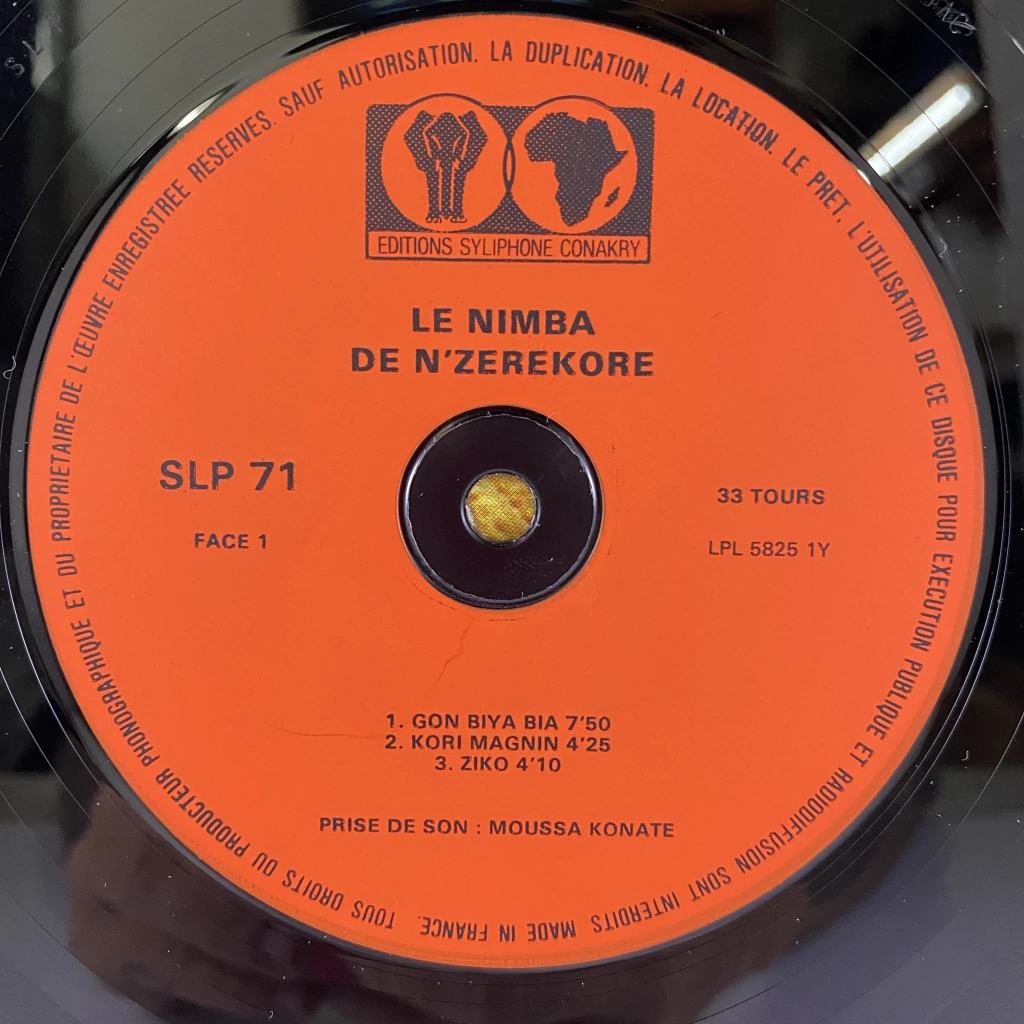 TOUS DROITS DU PRODUCTEUR PHONOGRAPHIQUE ET DU PROPRIETAIRE DE L'ŒUVRE ENREGISTREE RESERVES. SAUF AUTORISATION. LA DUPLICATION. LA LOCATION. LE PRET. L'UTILISATION DE CE DISQUE POUR EXECUTION PUBLIQUE ET RADIODIFFUSION SONT INTERDITS MADE IN FRANCE.
EDITIONS SYLIPHONE CONAKRY
LE NIMBA
DE N'ZEREKORE
SLP 71
33 TOURS
FACE 1
LPL 5825 1Y
1. GON BIYA BIA 7'50
2. KORI MAGNIN 4'25
3. ZIKO 4'10
PRISE DE SON : MOUSSA KONATE